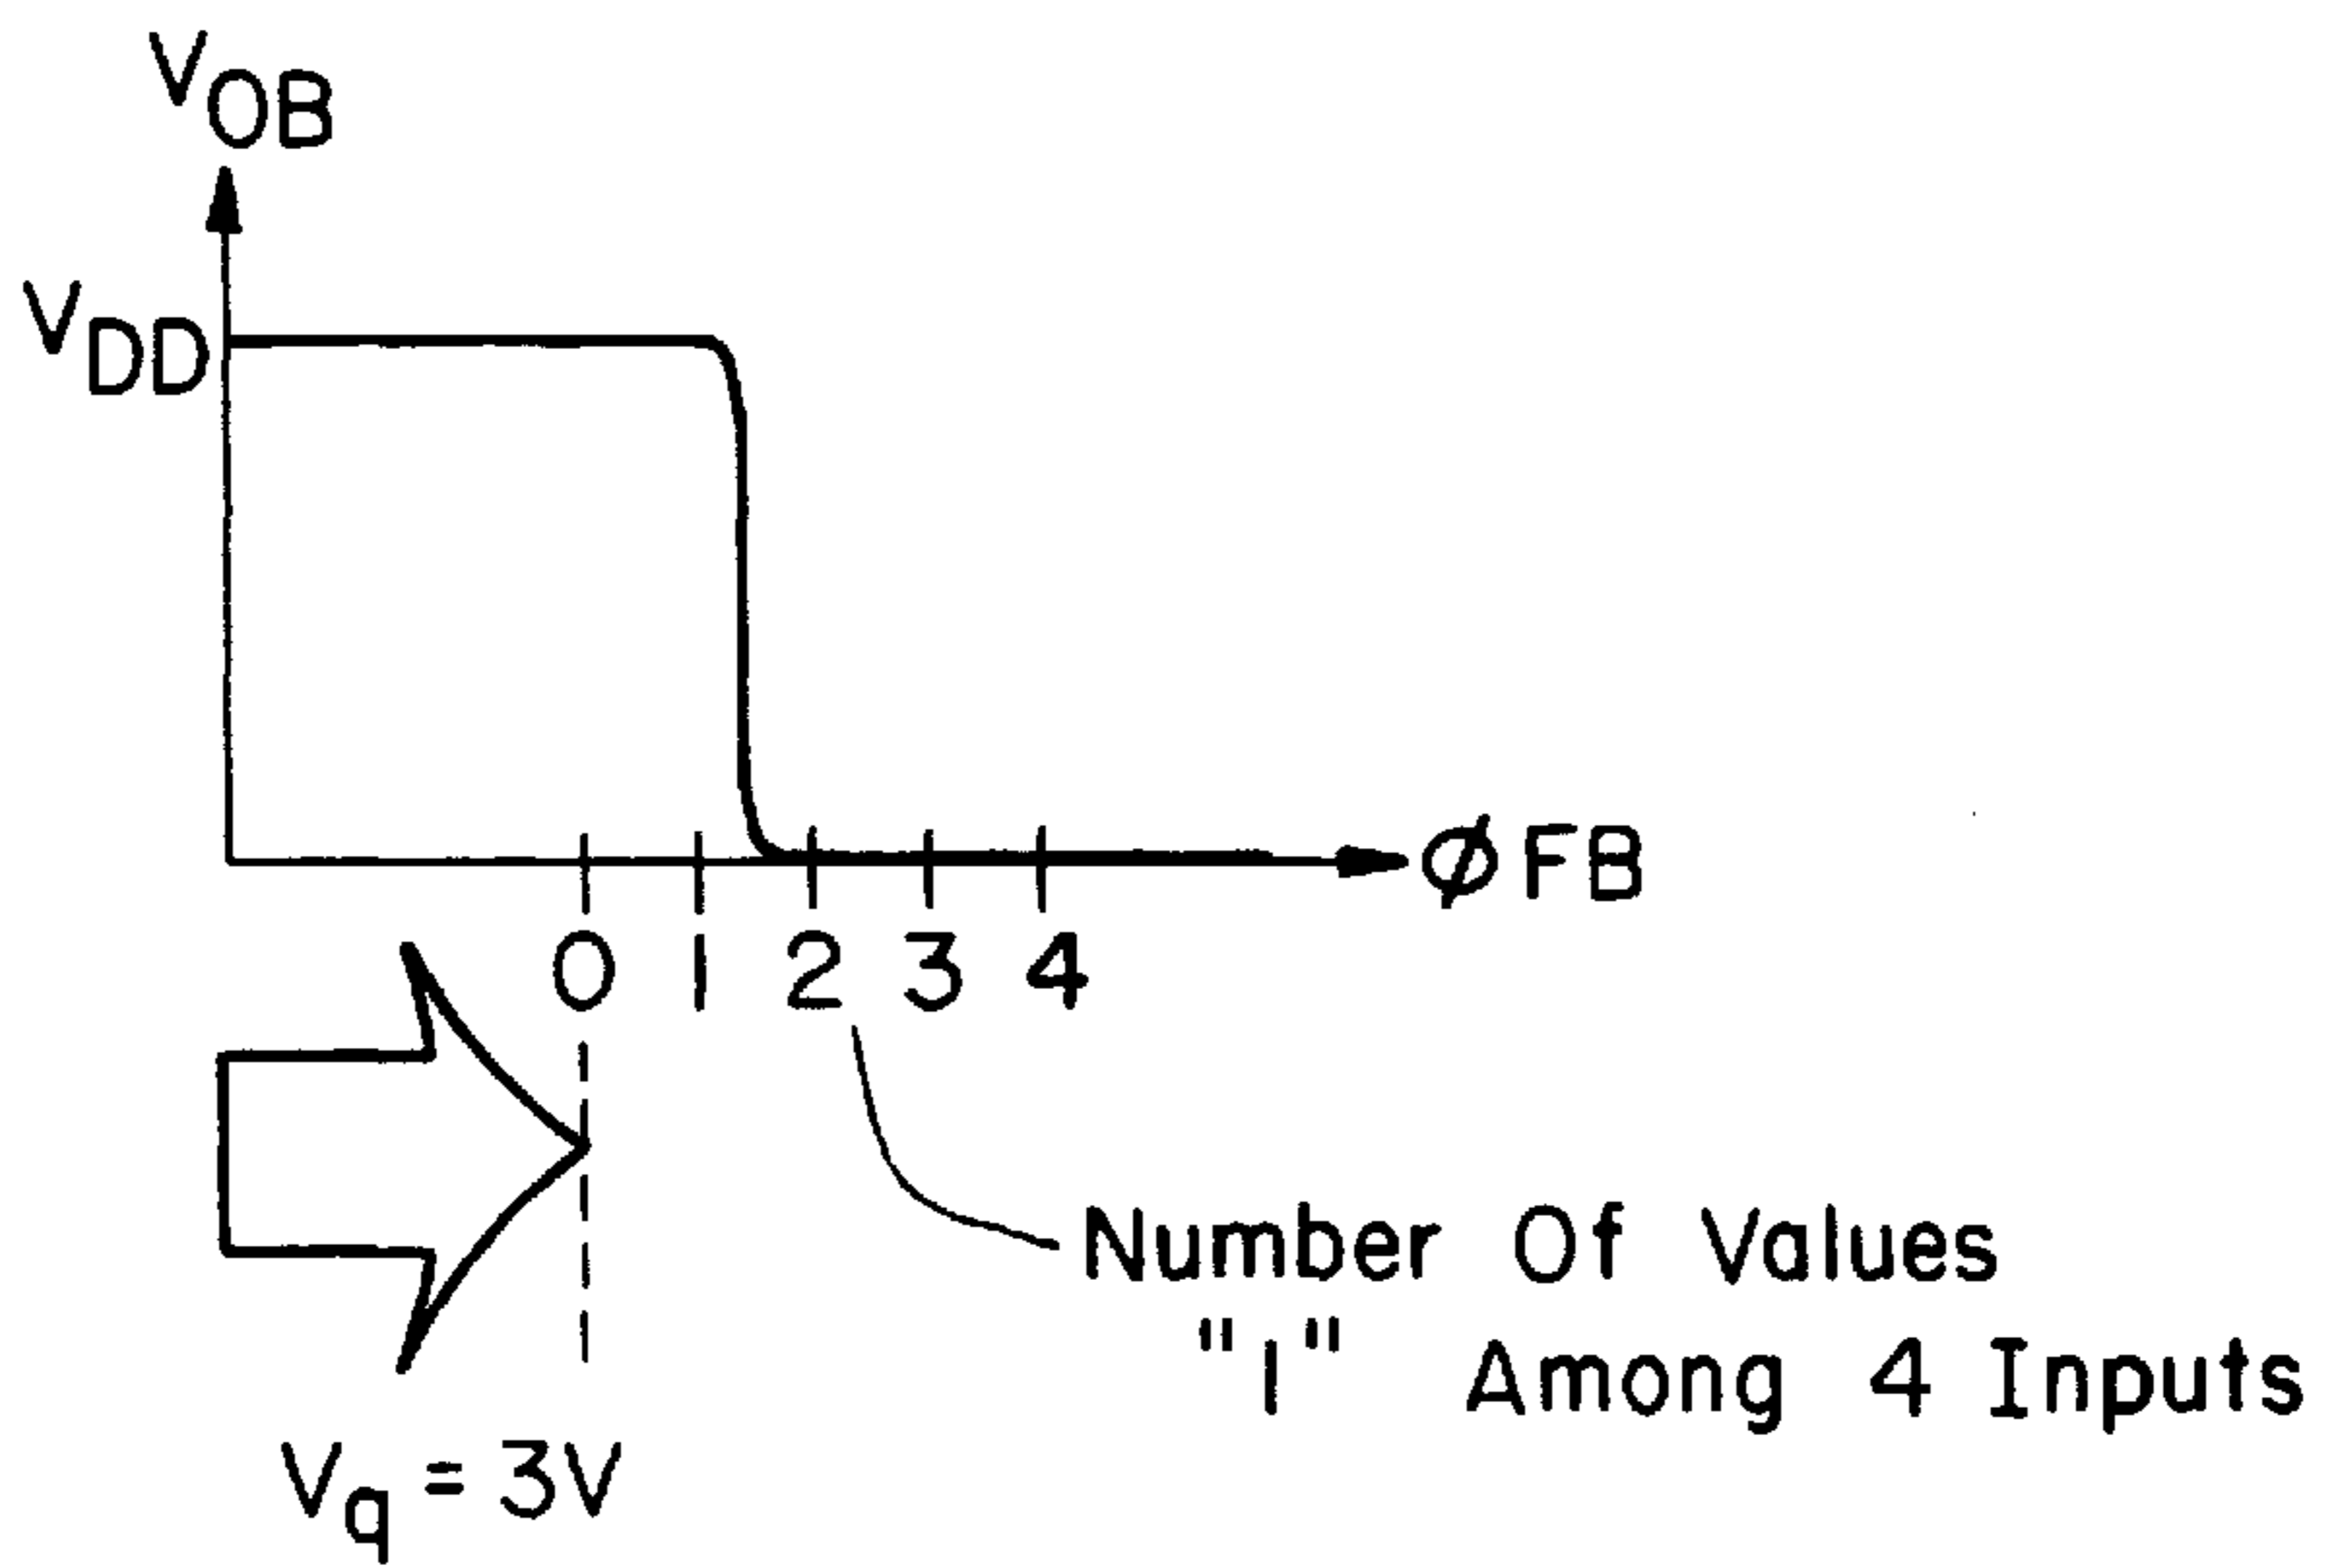 VOB
VDD
ØFB
0 1 2 3 4
Number Of Values
"1" Among 4 Inputs
Vq = 3V